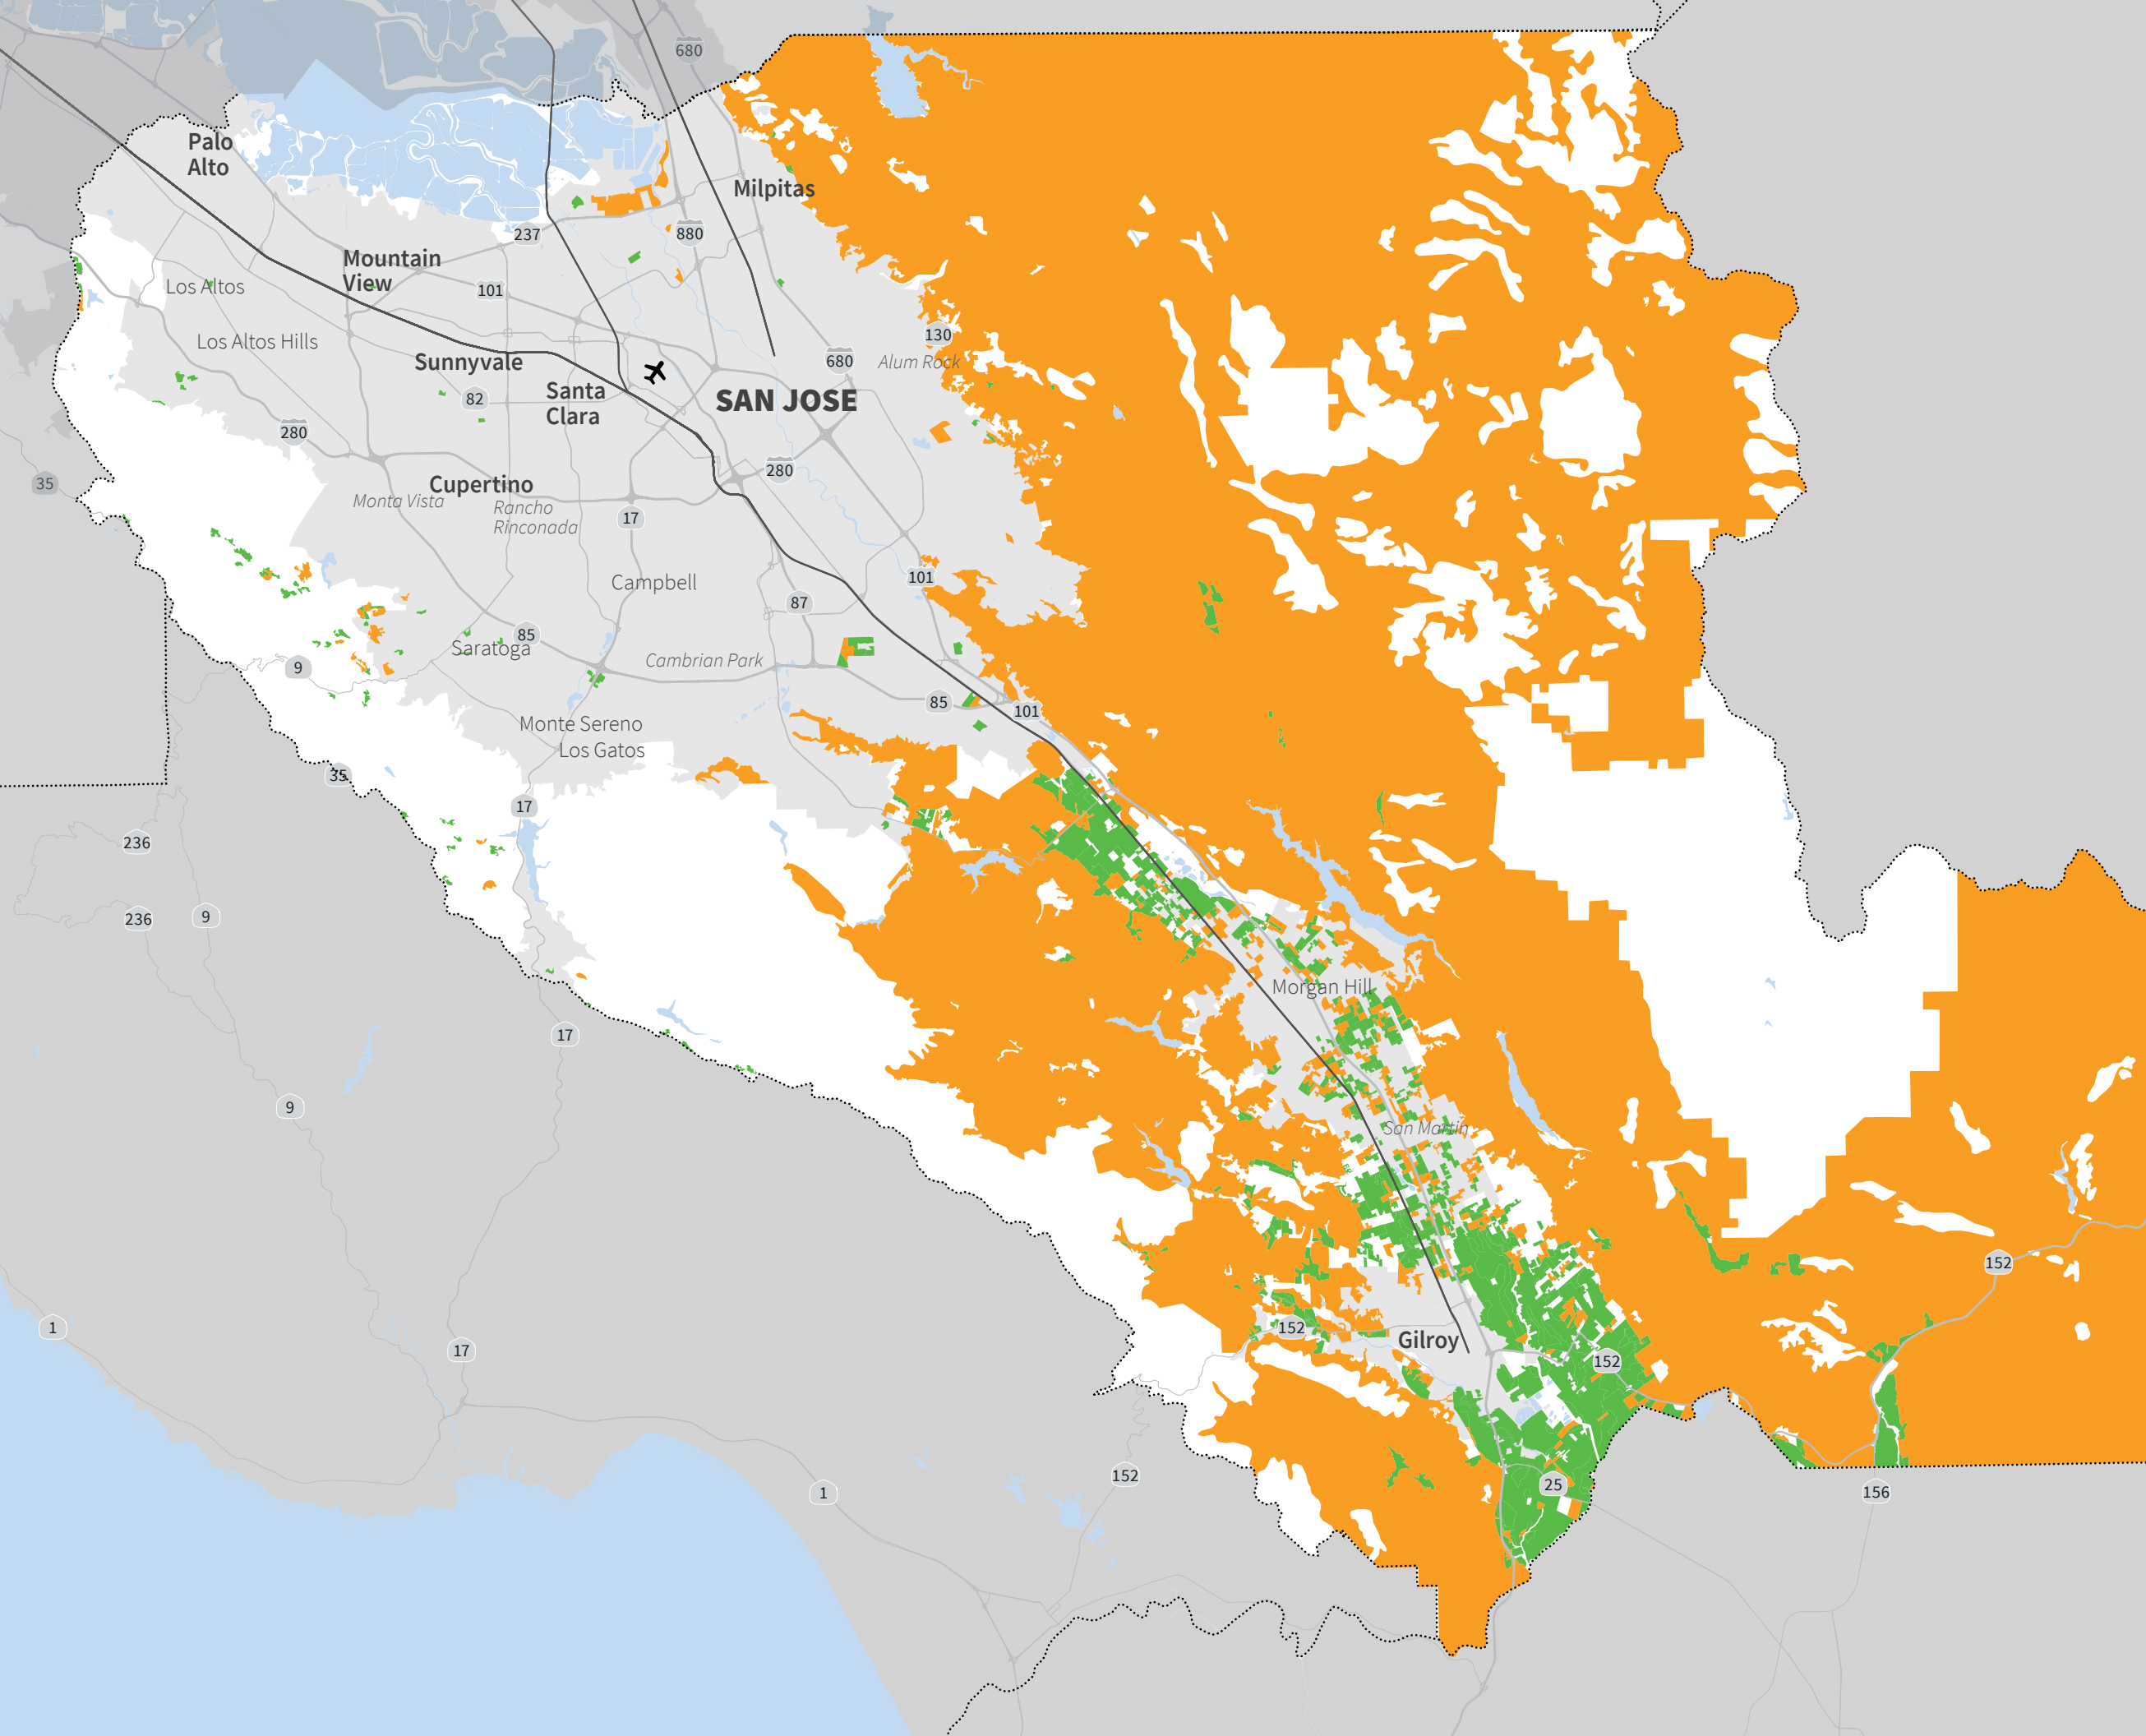 680
Palo
Alto
Milpitas
237
880
Mountain
View
Los Altos
101
130
Los Altos Hills
Sunnyvale
680
Alum Rock
Santa
Clara
82
SAN JOSE
280
280
35
Cupertino
Monta Vista
Rancho
Rinconada
17
101
Campbell
87
85
Saratoga
Cambrian Park
9
85
101
Monte Sereno
Los Gatos
35
17
236
236
9
Morgan Hill
17
9
San Martin
152
1
152
Gilroy
17
152
152
25
1
156